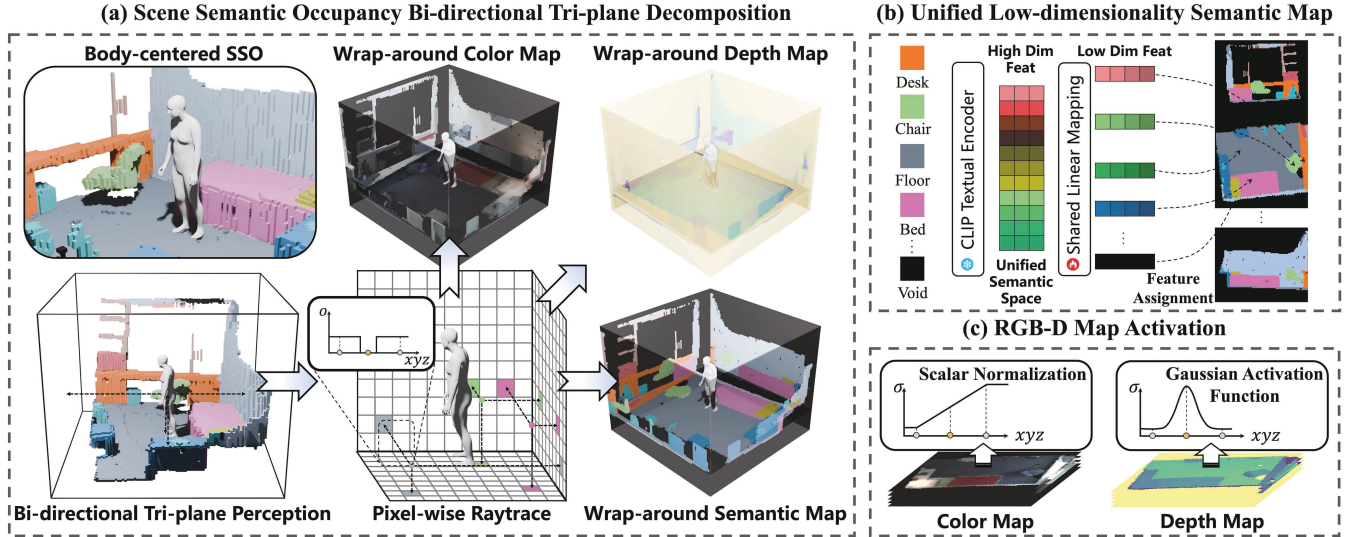 (a) Scene Semantic Occupancy Bi-directional Tri-plane Decomposition
Body-centered SSO
Wrap-around Color Map
Wrap-around Depth Map
o
xyz
Bi-directional Tri-plane Perception
Pixel-wise Raytrace
Wrap-around Semantic Map
(b) Unified Low-dimensionality Semantic Map
Desk
Chair
Floor
Bed
Void
CLIP Textual Encoder
High Dim
Feat
Unified
Semantic
Space
Shared Linear Mapping
Low Dim Feat
Feature
Assignment
(c) RGB-D Map Activation
σ
Scalar Normalization
xyz
Color Map
σ
Gaussian Activation
Function
xyz
Depth Map